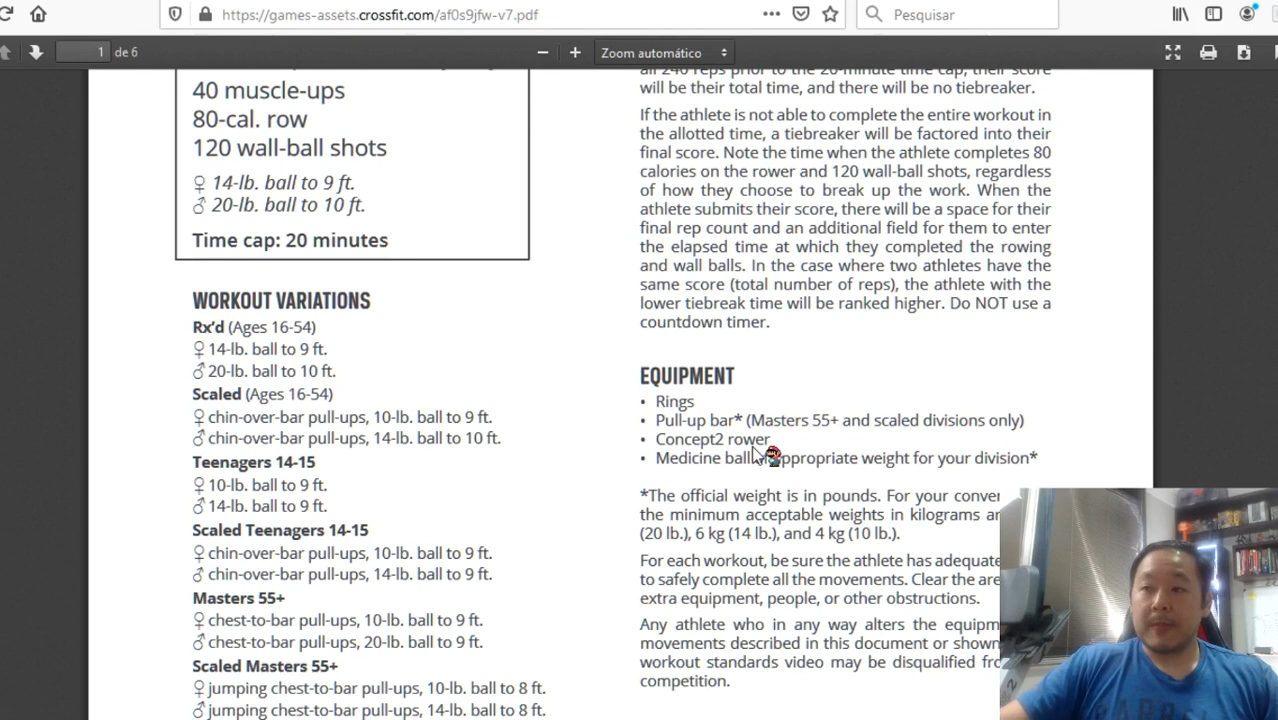 https://games-assets.crossfit.com/af0s9jfw-v7.pdf
Pesquisar
1 de 6
Zoom automático
40 muscle-ups
80-cal. row
120 wall-ball shots
♀ 14-lb. ball to 9 ft.
♂ 20-lb. ball to 10 ft.
Time cap: 20 minutes
WORKOUT VARIATIONS
Rx'd (Ages 16-54)
♀ 14-lb. ball to 9 ft.
♂ 20-lb. ball to 10 ft.
Scaled (Ages 16-54)
♀ chin-over-bar pull-ups, 10-lb. ball to 9 ft.
♂ chin-over-bar pull-ups, 14-lb. ball to 10 ft.
Teenagers 14-15
♀ 10-lb. ball to 9 ft.
♂ 14-lb. ball to 9 ft.
Scaled Teenagers 14-15
♀ chin-over-bar pull-ups, 10-lb. ball to 9 ft.
♂ chin-over-bar pull-ups, 14-lb. ball to 9 ft.
Masters 55+
♀ chest-to-bar pull-ups, 10-lb. ball to 9 ft.
♂ chest-to-bar pull-ups, 20-lb. ball to 9 ft.
Scaled Masters 55+
♀ jumping chest-to-bar pull-ups, 10-lb. ball to 8 ft.
♂ jumping chest-to-bar pull-ups, 14-lb. ball to 8 ft.
all 240 reps prior to the 20-minute time cap, their score
will be their total time, and there will be no tiebreaker.
If the athlete is not able to complete the entire workout in
the allotted time, a tiebreaker will be factored into their
final score. Note the time when the athlete completes 80
calories on the rower and 120 wall-ball shots, regardless
of how they choose to break up the work. When the
athlete submits their score, there will be a space for their
final rep count and an additional field for them to enter
the elapsed time at which they completed the rowing
and wall balls. In the case where two athletes have the
same score (total number of reps), the athlete with the
lower tiebreak time will be ranked higher. Do NOT use a
countdown timer.
EQUIPMENT
• Rings
• Pull-up bar* (Masters 55+ and scaled divisions only)
• Concept2 rower
• Medicine ball appropriate weight for your division*
*The official weight is in pounds. For your conver
the minimum acceptable weights in kilograms ar
(20 lb.), 6 kg (14 lb.), and 4 kg (10 lb.).
For each workout, be sure the athlete has adequate
to safely complete all the movements. Clear the are
extra equipment, people, or other obstructions.
Any athlete who in any way alters the equipm
movements described in this document or shown
workout standards video may be disqualified fro
competition.